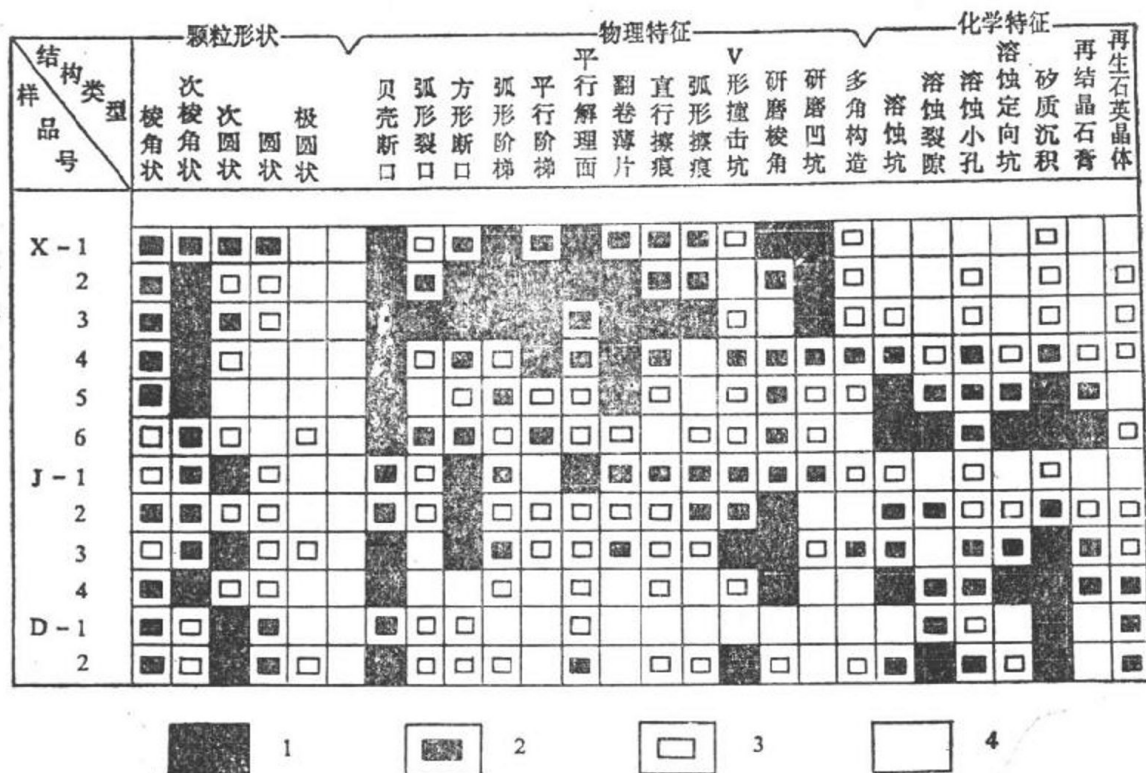 颗粒形状 物理特征 化学特征
结构类型
样品号
棱角状
次棱角状
次圆状
圆状
极圆状
贝壳断口
弧形裂口
方形断口
弧形阶梯
平行阶梯
平行解理面
翻卷薄片
直行擦痕
弧形擦痕
V形撞击坑
研磨棱角
研磨凹坑
多角构造
溶蚀坑
溶蚀裂隙
溶蚀小孔
溶蚀定向坑
矽质沉积
再结晶石膏
再生石英晶体
X-1
2
3
4
5
6
J-1
2
3
4
D-1
2
1 2 3 4